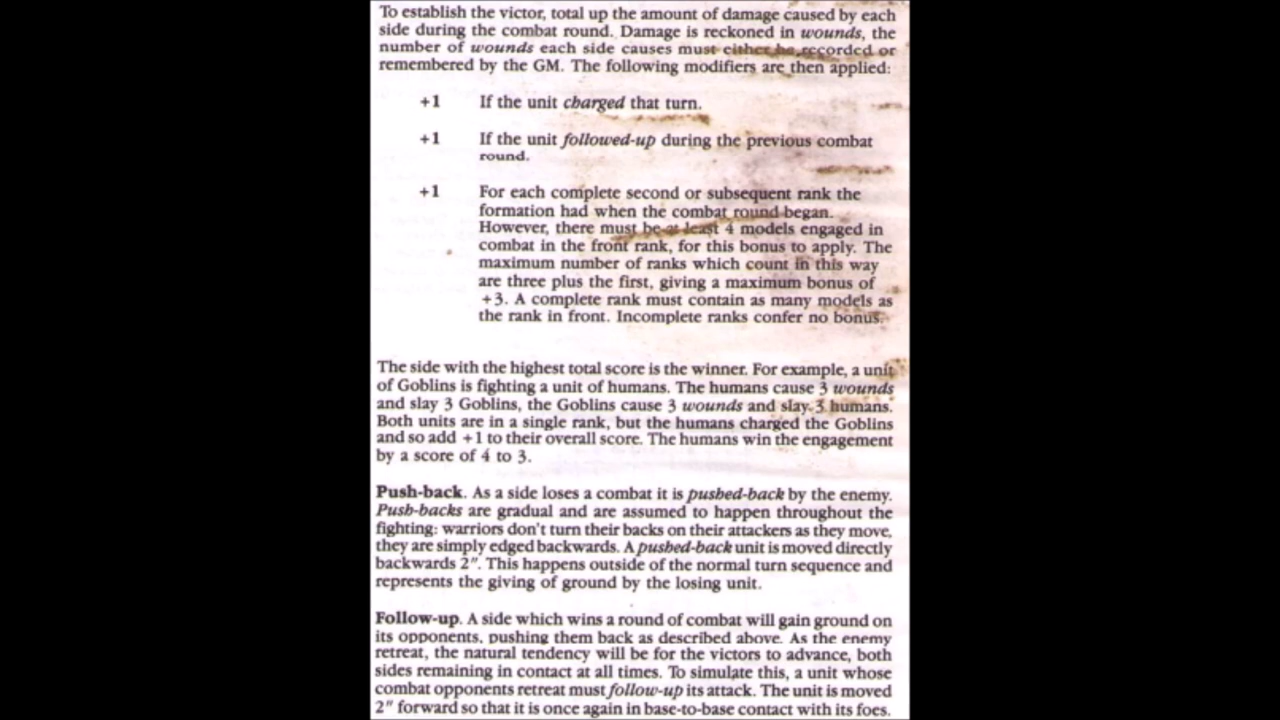 To establish the victor, total up the amount of damage caused by each
side during the combat round. Damage is reckoned in wounds, the
number of wounds each side causes must either be recorded or
remembered by the GM. The following modifiers are then applied:
+1 If the unit charged that turn.
+1 If the unit followed-up during the previous combat
round.
+1 For each complete second or subsequent rank the
formation had when the combat round began.
However, there must be at least 4 models engaged in
combat in the front rank, for this bonus to apply. The
maximum number of ranks which count in this way
are three plus the first, giving a maximum bonus of
+3. A complete rank must contain as many models as
the rank in front. Incomplete ranks confer no bonus.
The side with the highest total score is the winner. For example, a unit
of Goblins is fighting a unit of humans. The humans cause 3 wounds
and slay 3 Goblins, the Goblins cause 3 wounds and slay 3 humans.
Both units are in a single rank, but the humans charged the Goblins
and so add +1 to their overall score. The humans win the engagement
by a score of 4 to 3.
Push-back. As a side loses a combat it is pushed-back by the enemy.
Push-backs are gradual and are assumed to happen throughout the
fighting: warriors don't turn their backs on their attackers as they move,
they are simply edged backwards. A pushed-back unit is moved directly
backwards 2″. This happens outside of the normal turn sequence and
represents the giving of ground by the losing unit.
Follow-up. A side which wins a round of combat will gain ground on
its opponents, pushing them back as described above. As the enemy
retreat, the natural tendency will be for the victors to advance, both
sides remaining in contact at all times. To simulate this, a unit whose
combat opponents retreat must follow-up its attack. The unit is moved
2″ forward so that it is once again in base-to-base contact with its foes.